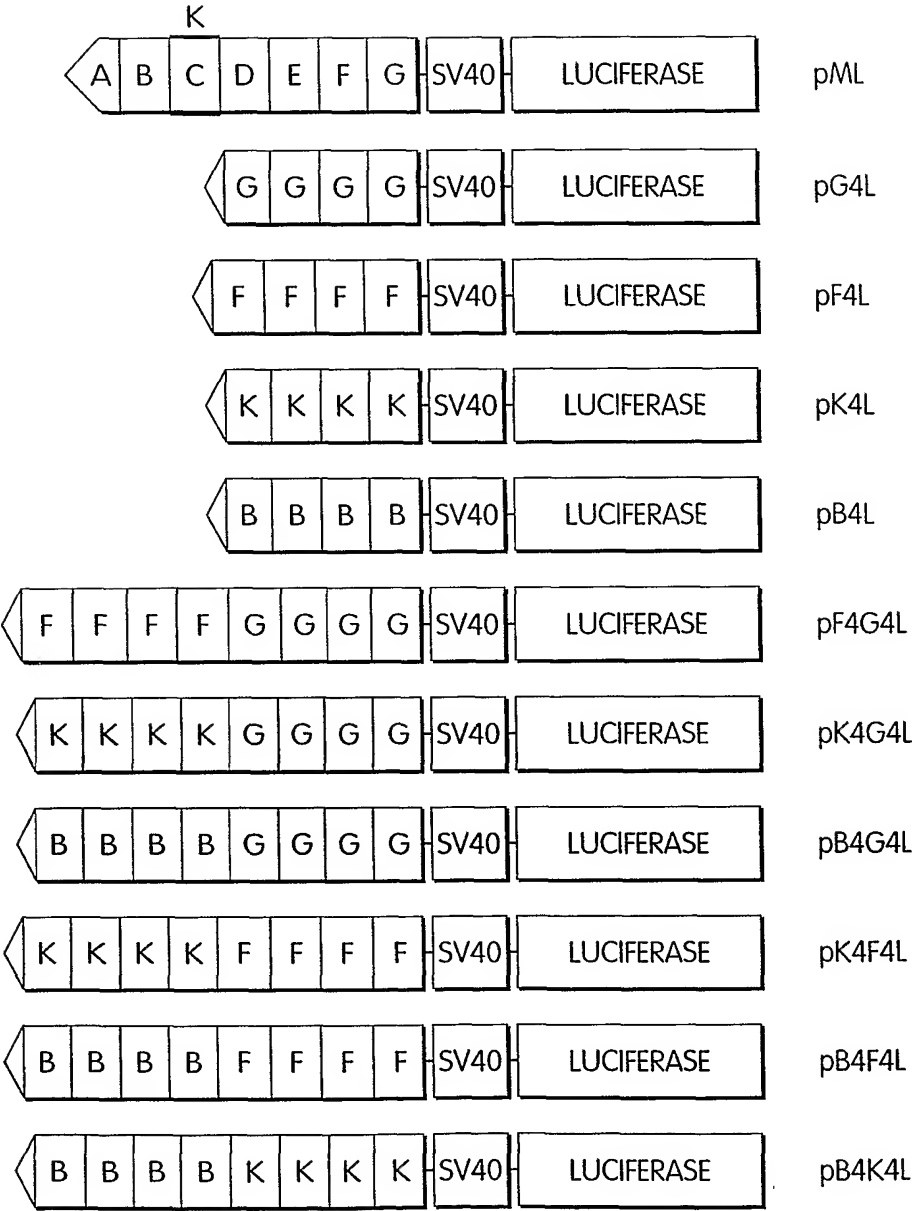 K
A B C D E F G SV40 LUCIFERASE pML
G G G G SV40 LUCIFERASE pG4L
F F F F SV40 LUCIFERASE pF4L
K K K K SV40 LUCIFERASE pK4L
B B B B SV40 LUCIFERASE pB4L
F F F F G G G G SV40 LUCIFERASE pF4G4L
K K K K G G G G SV40 LUCIFERASE pK4G4L
B B B B G G G G SV40 LUCIFERASE pB4G4L
K K K K F F F F SV40 LUCIFERASE pK4F4L
B B B B F F F F SV40 LUCIFERASE pB4F4L
B B B B K K K K SV40 LUCIFERASE pB4K4L